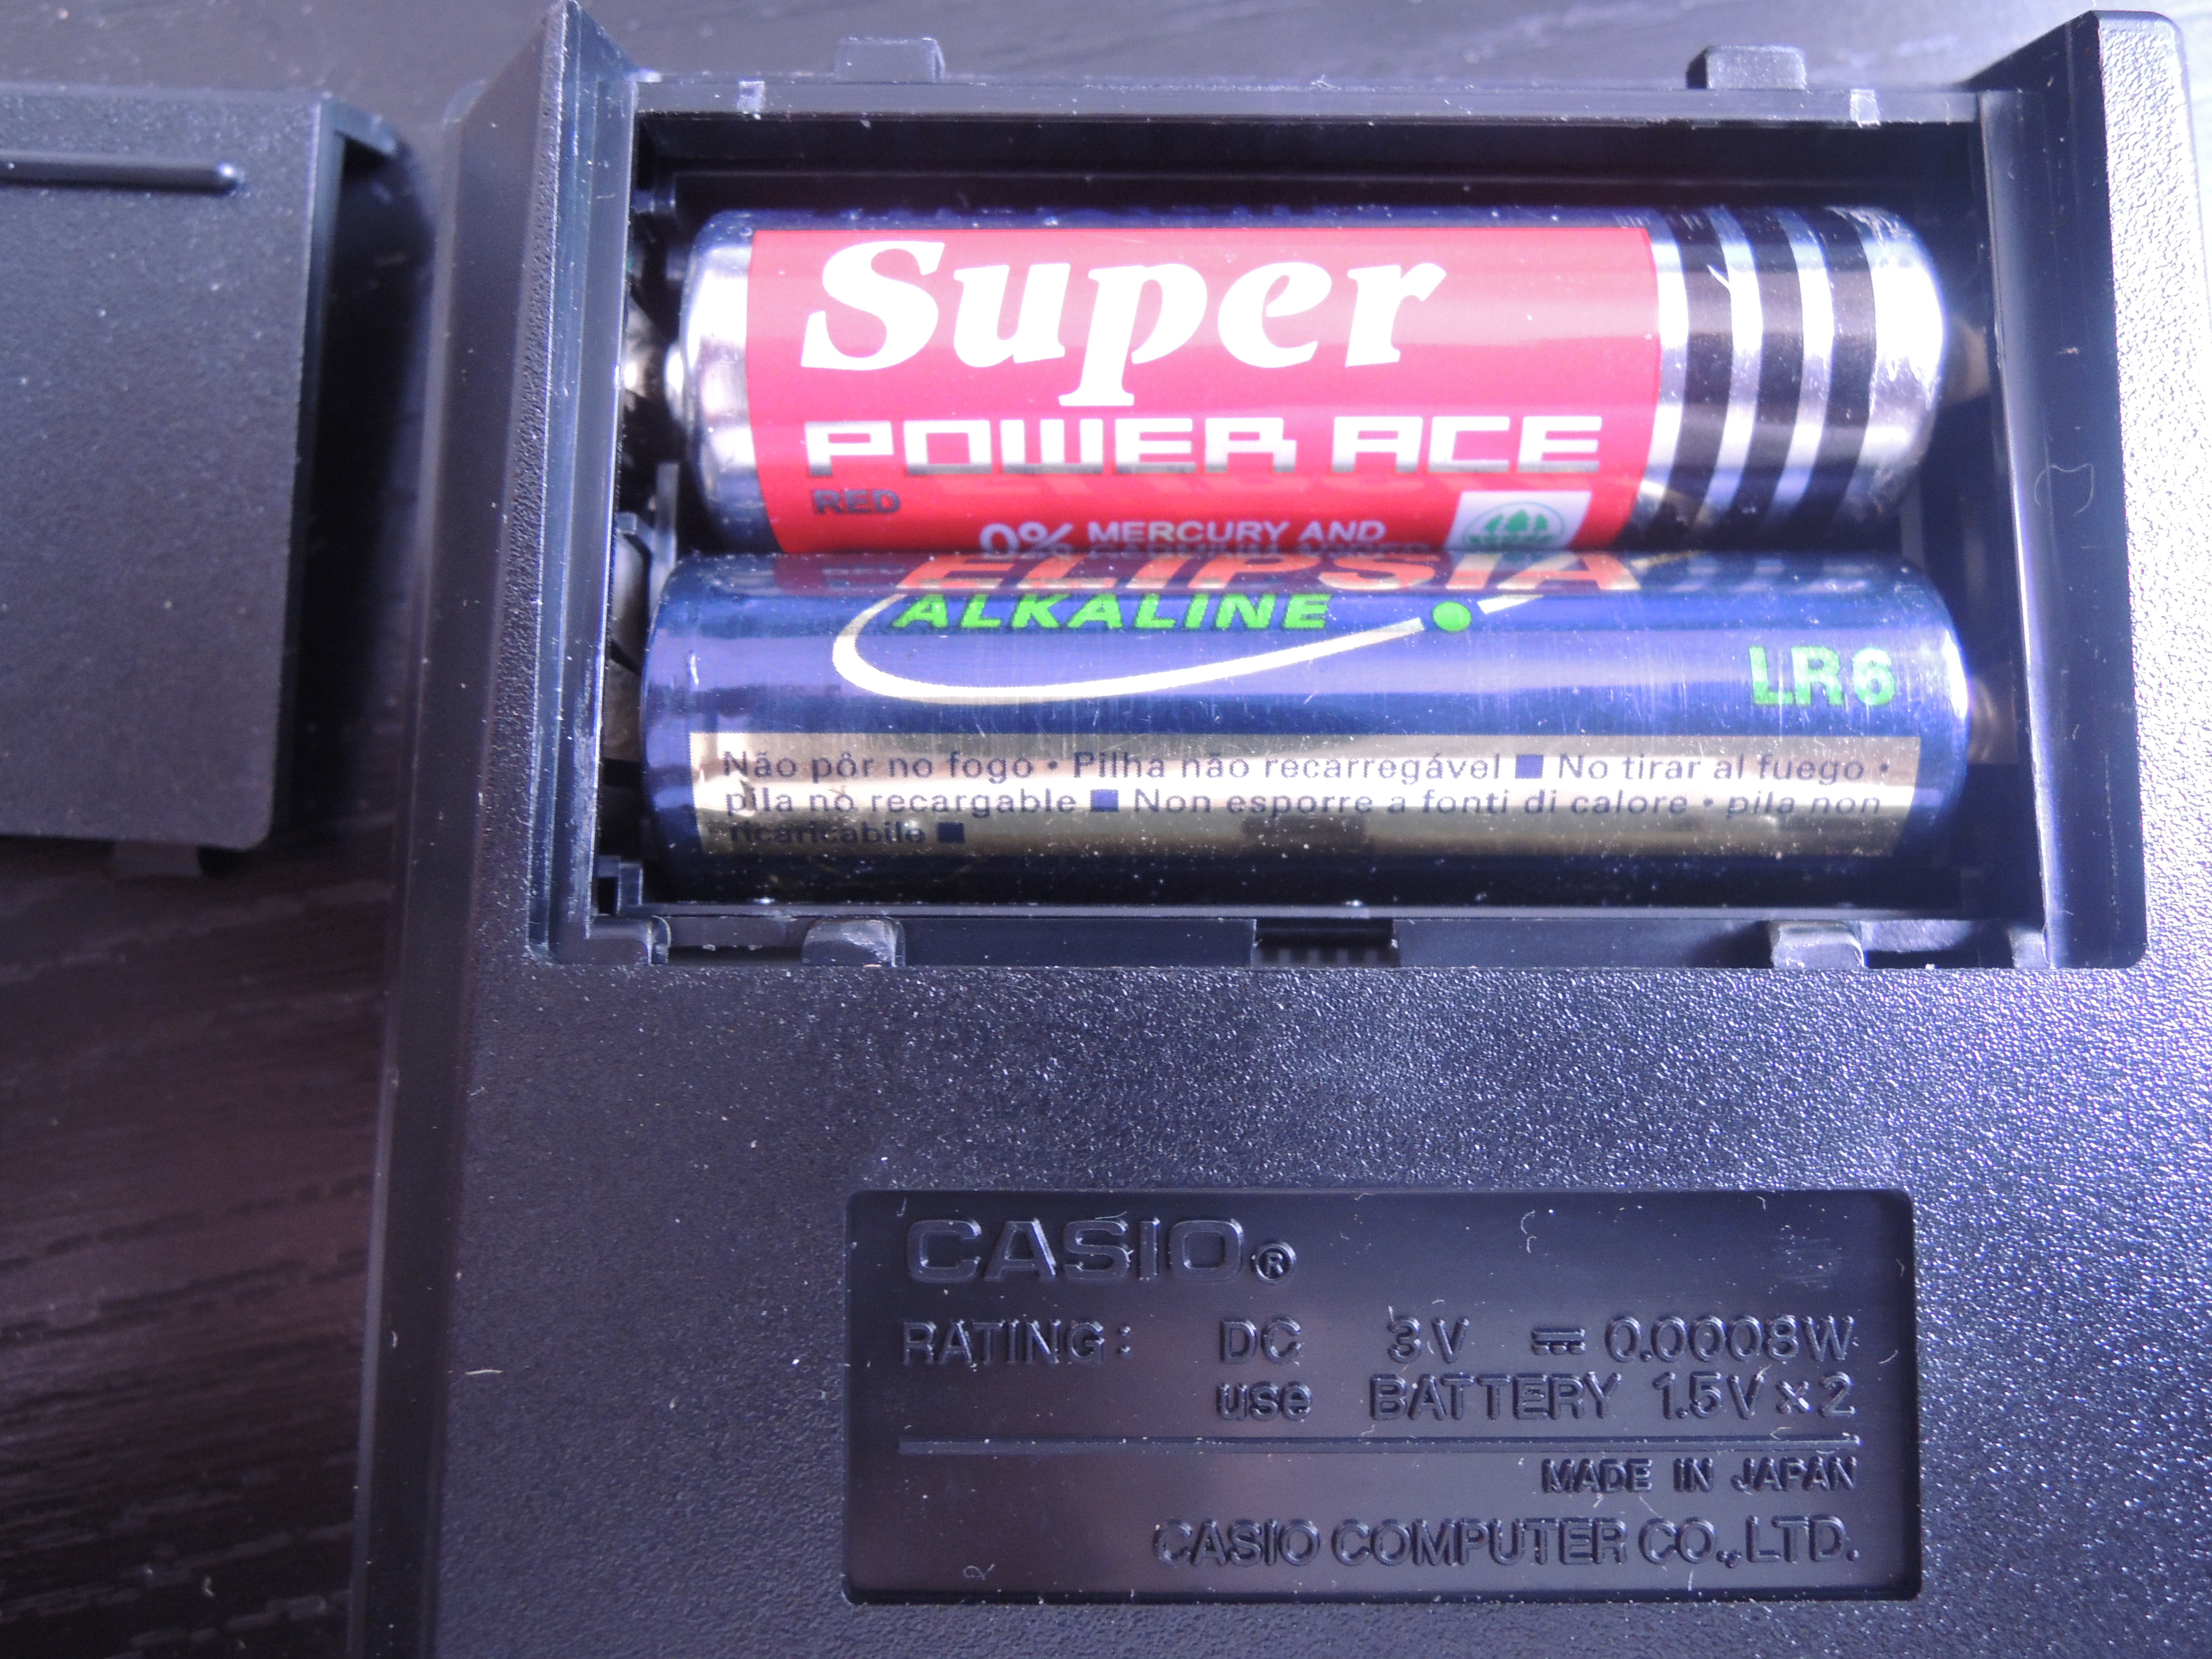 Super
POWER ACE
RED
0% MERCURY AND
ELIPSIA
ALKALINE
LR6
Não pôr no fogo • Pilha não recarregável ■ No tirar al fuego •
pila no recargable ■ Non esporre a fonti di calore • pila non
ricaricabile ■
CASIO®
RATING: DC 3V ⎓ 0.0008W
use BATTERY 1.5V×2
MADE IN JAPAN
CASIO COMPUTER CO., LTD.